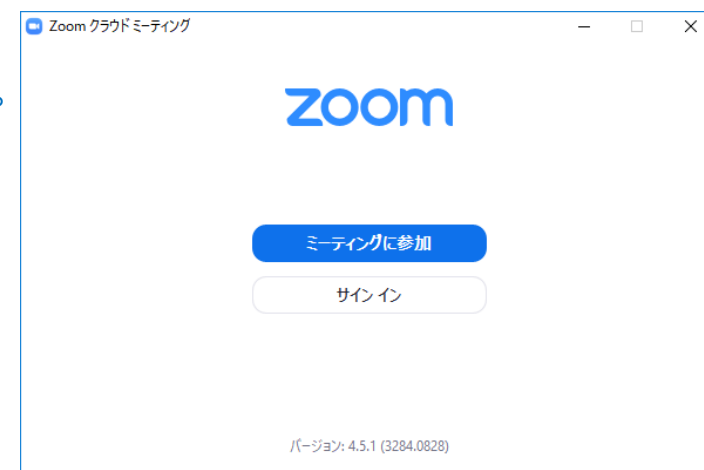 Zoom クラウド ミーティング
zoom
ミーティングに参加
サイン イン
バージョン: 4.5.1 (3284.0828)